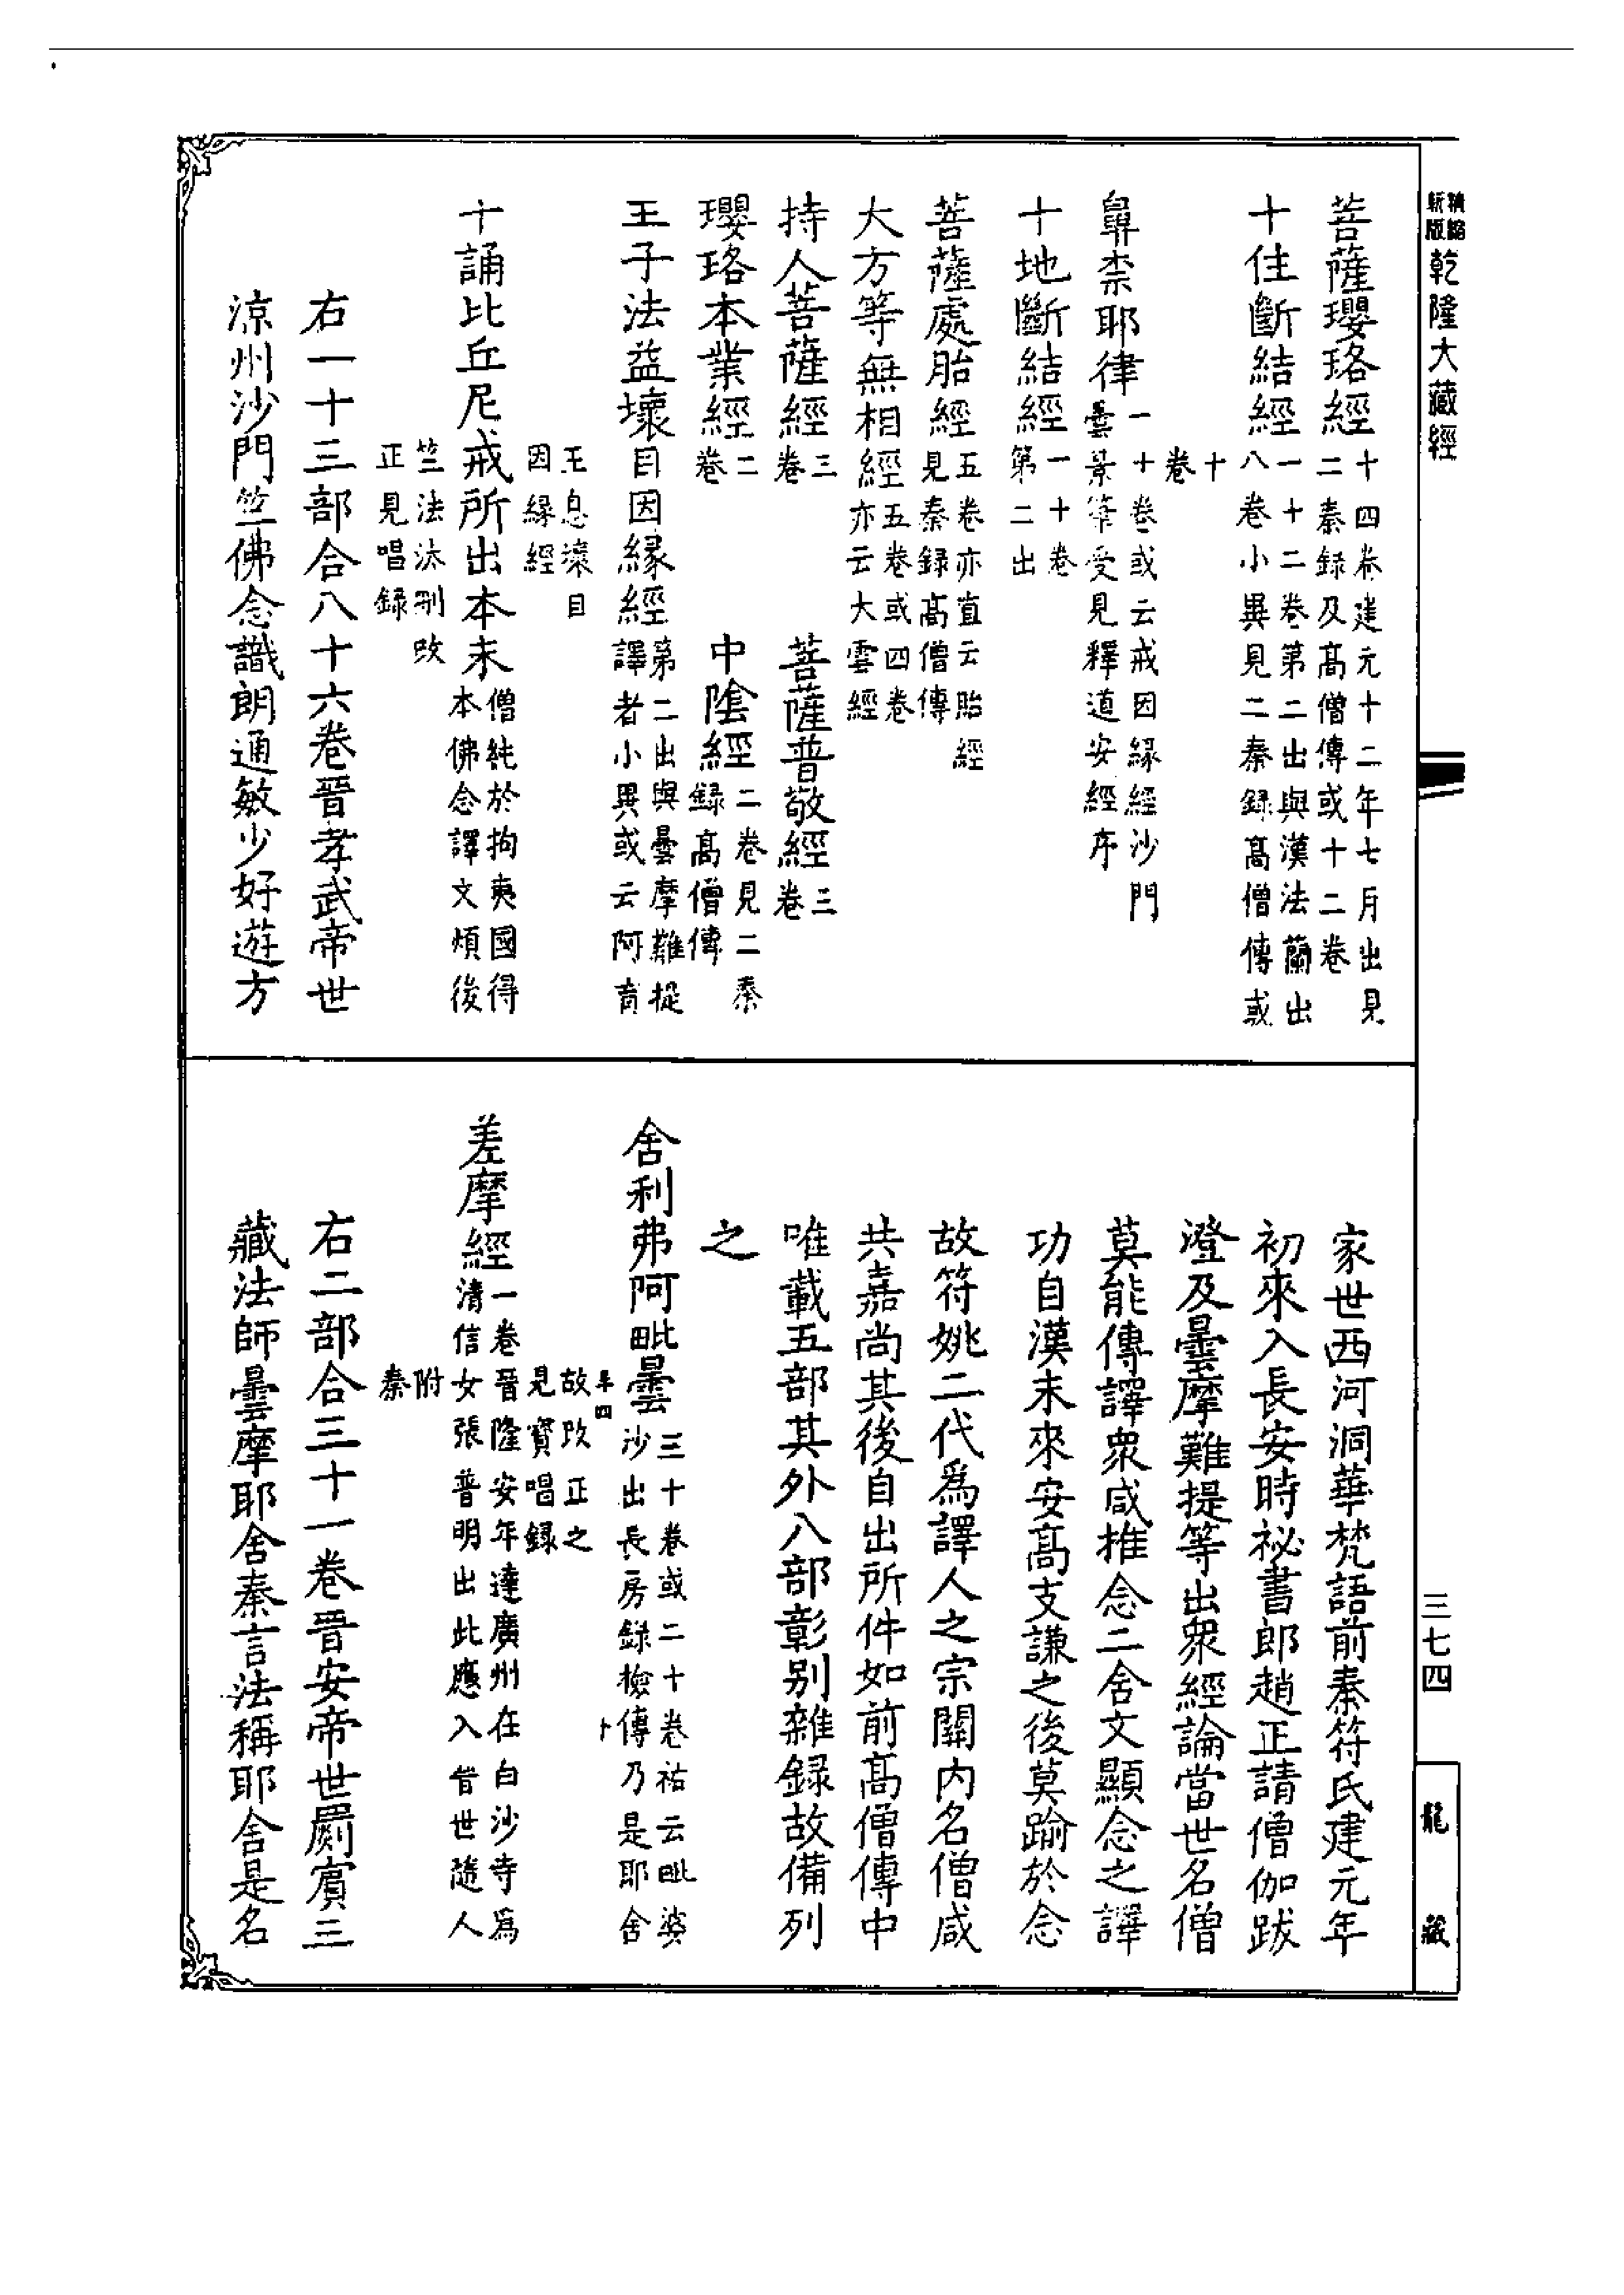 精縮
新版
乾隆大藏經
菩薩瓔珞經十四卷建元十二年七月出見二秦錄及高僧傳或十二卷
十住斷結經一十二卷第二出與漢法蘭出八卷小異見二秦錄高僧傳或
十卷
鼻柰耶律一十卷或云戒因緣經沙門曇景筆受見釋道安經序
十地斷結經一十卷第二出
菩薩處胎經五卷亦直云胎經見秦録高僧傳
大方等無相經五卷或四卷亦云大雲經
持人菩薩經三卷 菩薩普敬經三卷
瓔珞本業經二卷 中陰經二卷見二秦録高僧傳
王子法益壞目因緣經第二出與曇摩難提譯者小異或云阿育
王息壞目因緣經
十誦比丘尼戒所出本末僧純於拘夷國得本佛念譯文煩後
竺法汰刪改正見唱録
右一十三部合八十六卷晉孝武帝世
涼州沙門竺佛念識朗通敏少好遊方
家世西河洞華梵語前秦符氏建元年
初來入長安時祕書郎趙正請僧伽跋
澄及曇摩難提等出衆經論當世名僧
莫能傳譯衆咸推念二舍文顯念之譯
功自漢末來安高支謙之後莫踰於念
故符姚二代爲譯人之宗關內名僧咸
共嘉尚其後自出所件如前高僧傳中
唯載五部其外八部彰别雜録故備列
之
舍利弗阿毗曇三十卷或二十卷祐云毗婆沙出長房錄檢傳乃是耶舍
故改正之見寶唱録
差摩經一卷晉隆安年達廣州在白沙寺爲清信女張普明出此應入晉世隨人
附秦
右二部合三十一卷晉安帝世罽賓三
藏法師曇摩耶舍秦言法稱耶舍是名
三七四
龍藏